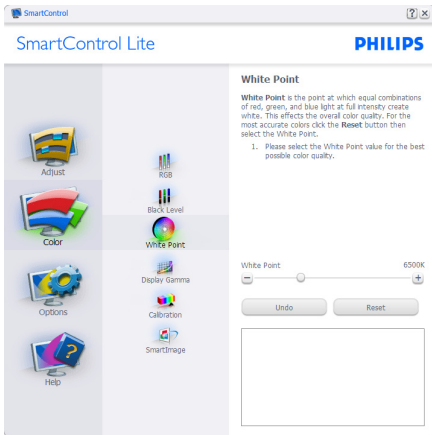 SmartControl
SmartControl Lite
PHILIPS
Adjust
Color
Options
Help
RGB
Black Level
White Point
Display Gamma
Calibration
SmartImage
White Point
White Point is the point at which equal combinations
of red, green, and blue light at full intensity create
white. This effects the overall color quality. For the
most accurate colors click the Reset button then
select the White Point.
1. Please select the White Point value for the best
possible color quality.
White Point 6500K
Undo Reset